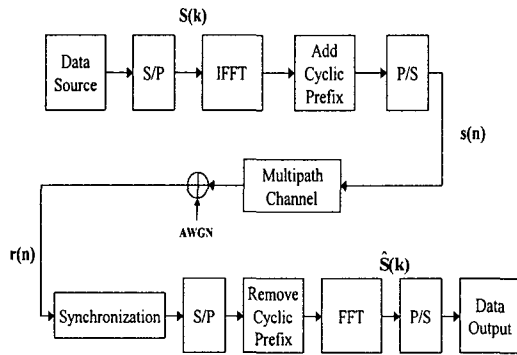 S(k)
Data
Source
S/P
IFFT
Add
Cyclic
Prefix
P/S
s(n)
Multipath
Channel
AWGN
r(n)
Ŝ(k)
Synchronization
S/P
Remove
Cyclic
Prefix
FFT
P/S
Data
Output